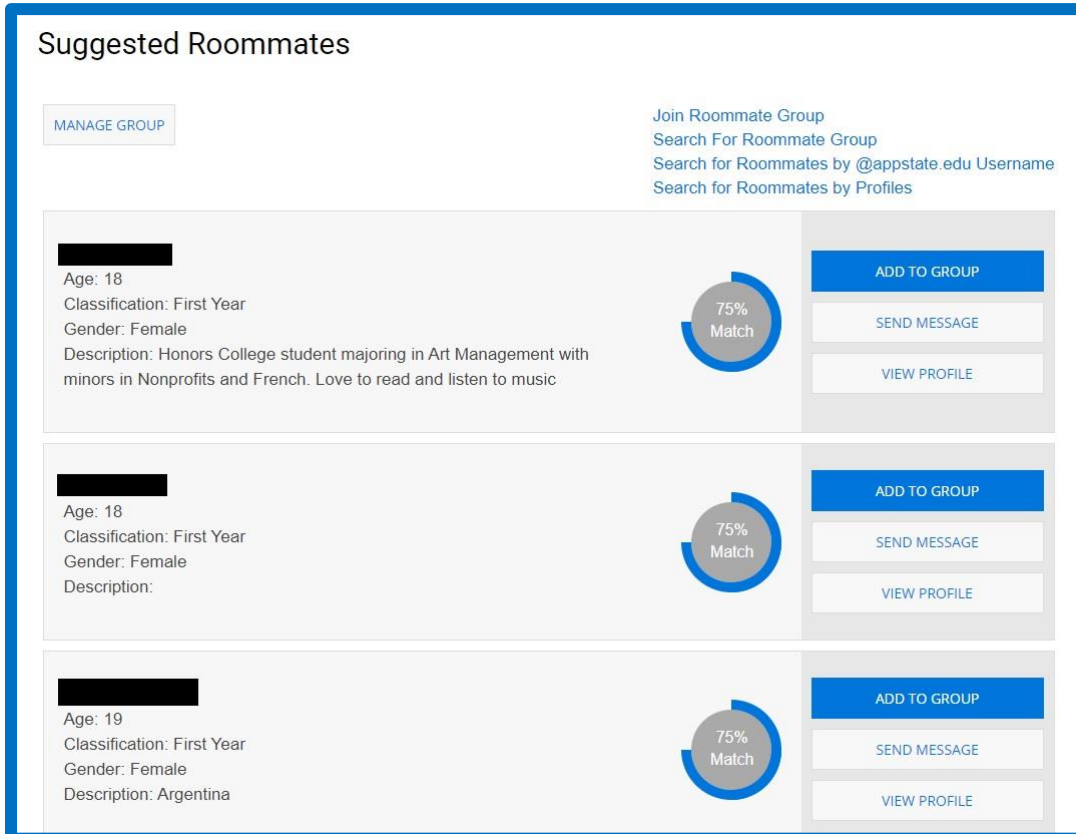 Suggested Roommates
MANAGE GROUP
Join Roommate Group
Search For Roommate Group
Search for Roommates by @appstate.edu Username
Search for Roommates by Profiles
Age: 18
Classification: First Year
Gender: Female
Description: Honors College student majoring in Art Management with
minors in Nonprofits and French. Love to read and listen to music
75%
Match
ADD TO GROUP
SEND MESSAGE
VIEW PROFILE
Age: 18
Classification: First Year
Gender: Female
Description:
75%
Match
ADD TO GROUP
SEND MESSAGE
VIEW PROFILE
Age: 19
Classification: First Year
Gender: Female
Description: Argentina
75%
Match
ADD TO GROUP
SEND MESSAGE
VIEW PROFILE